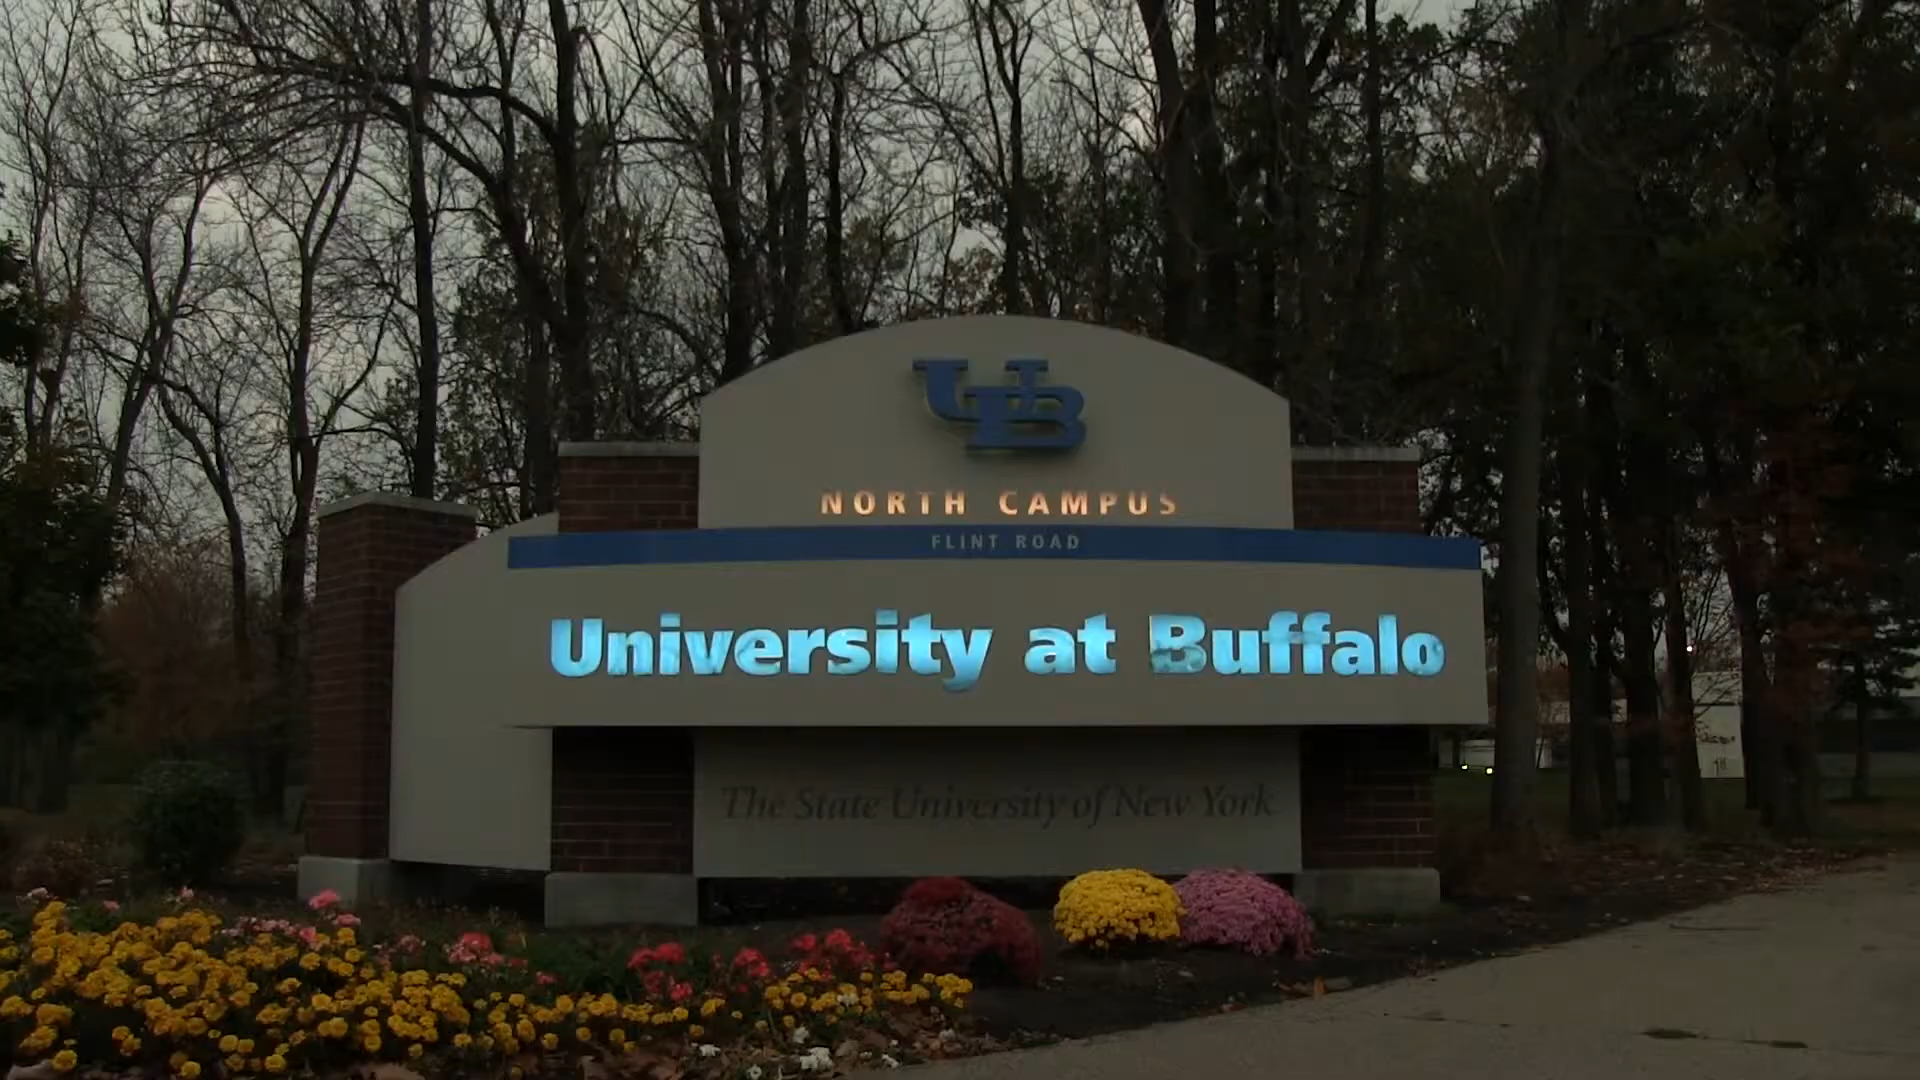 UB
NORTH CAMPUS
FLINT ROAD
University at Buffalo
The State University of New York